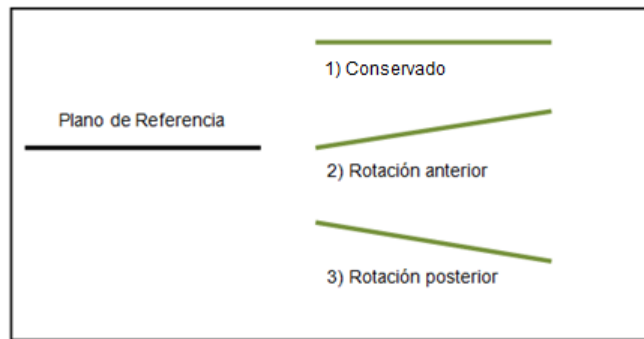 Plano de Referencia
1) Conservado
2) Rotación anterior
3) Rotación posterior